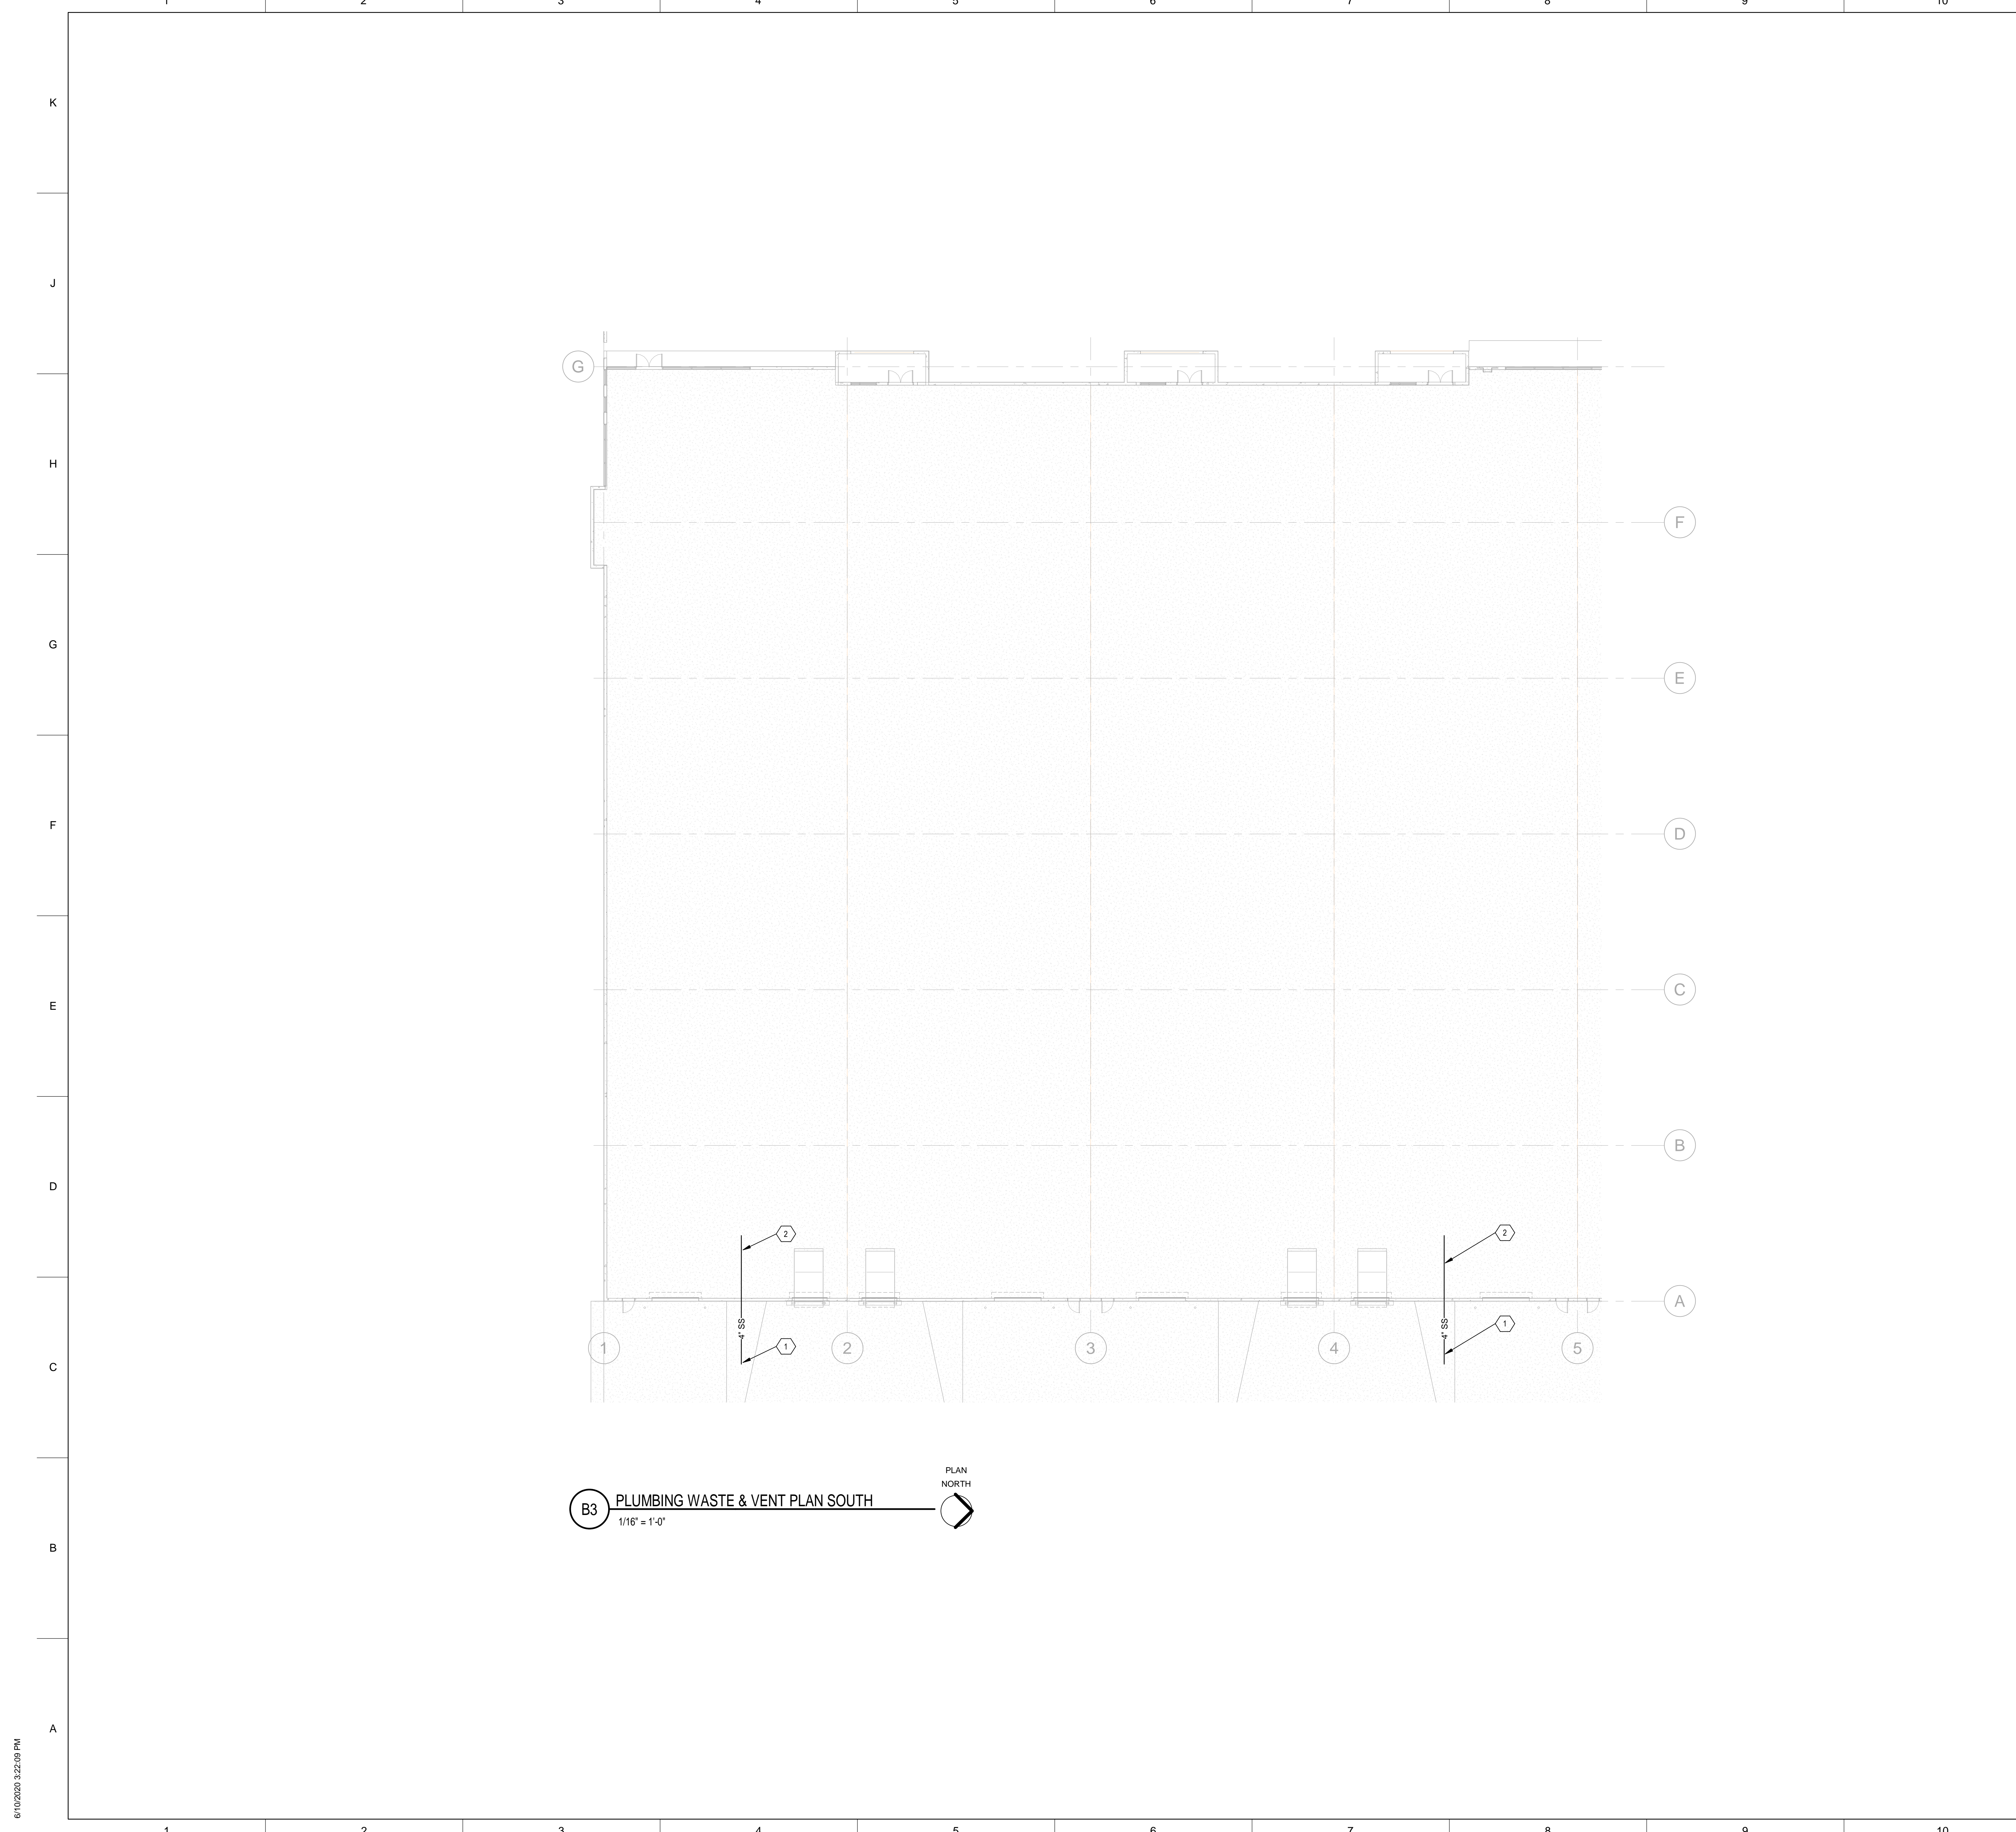 1 2 3 4 5 6 7 8 9 10
K
J
G
H
F
G
E
F
D
E
C
B
D
2 2
A
4" SS 4" SS
1 1
C
1 2 3 4 5
PLAN
NORTH
B3 PLUMBING WASTE & VENT PLAN SOUTH
1/16" = 1'-0"
B
A
6/10/2020 3:22:09 PM
1 2 3 4 5 6 7 8 9 10